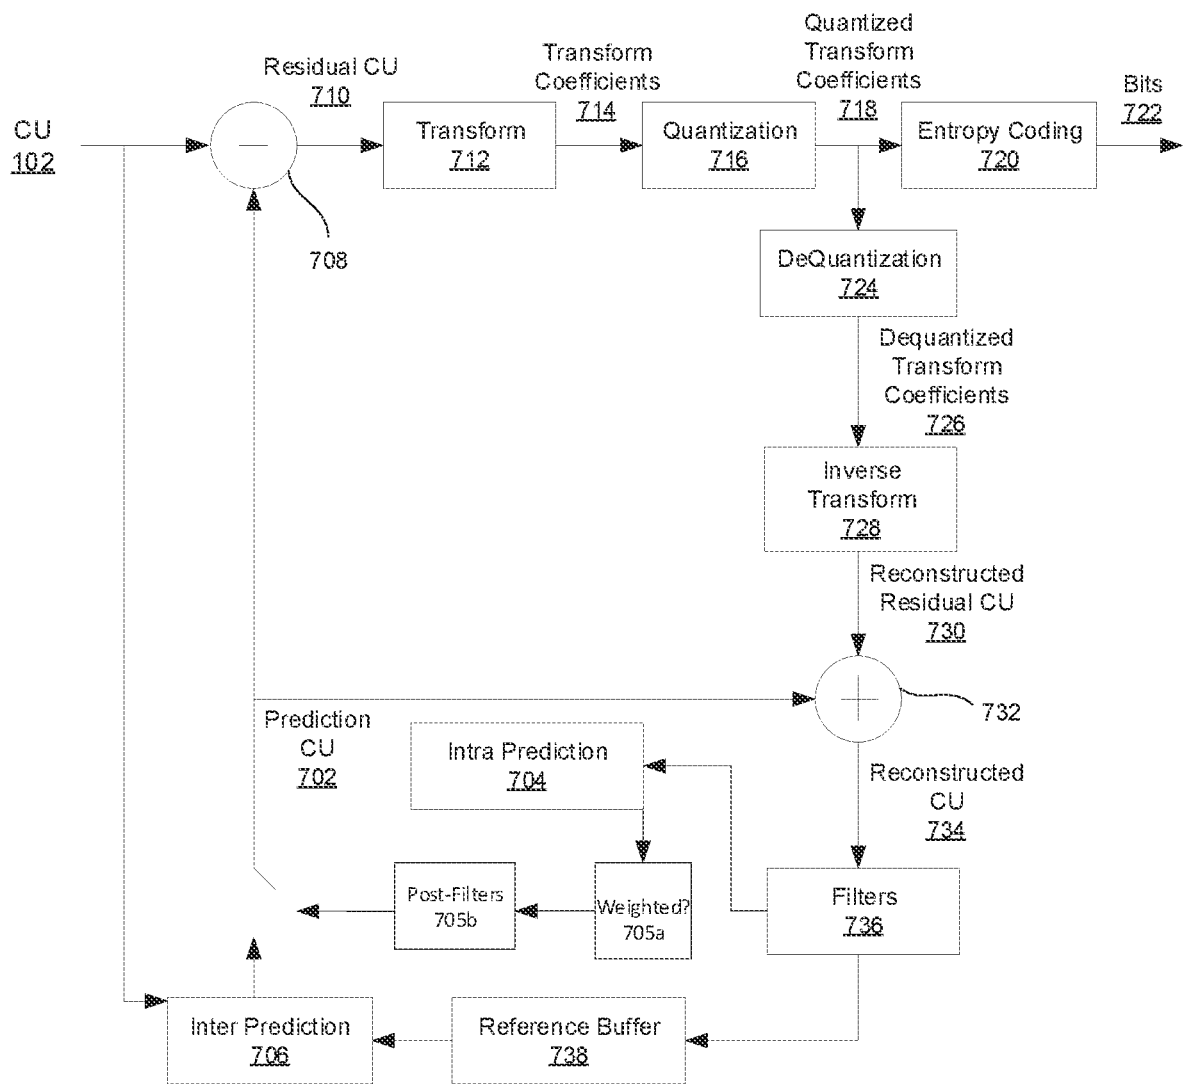 CU
102
Residual CU
710
Transform
712
Transform
Coefficients
714
Quantization
716
Quantized
Transform
Coefficients
718
Entropy Coding
720
Bits
722
708
DeQuantization
724
Dequantized
Transform
Coefficients
726
Inverse
Transform
728
Reconstructed
Residual CU
730
732
Prediction
CU
702
Intra Prediction
704
Reconstructed
CU
734
Post-Filters
705b
Weighted?
705a
Filters
736
Inter Prediction
706
Reference Buffer
738